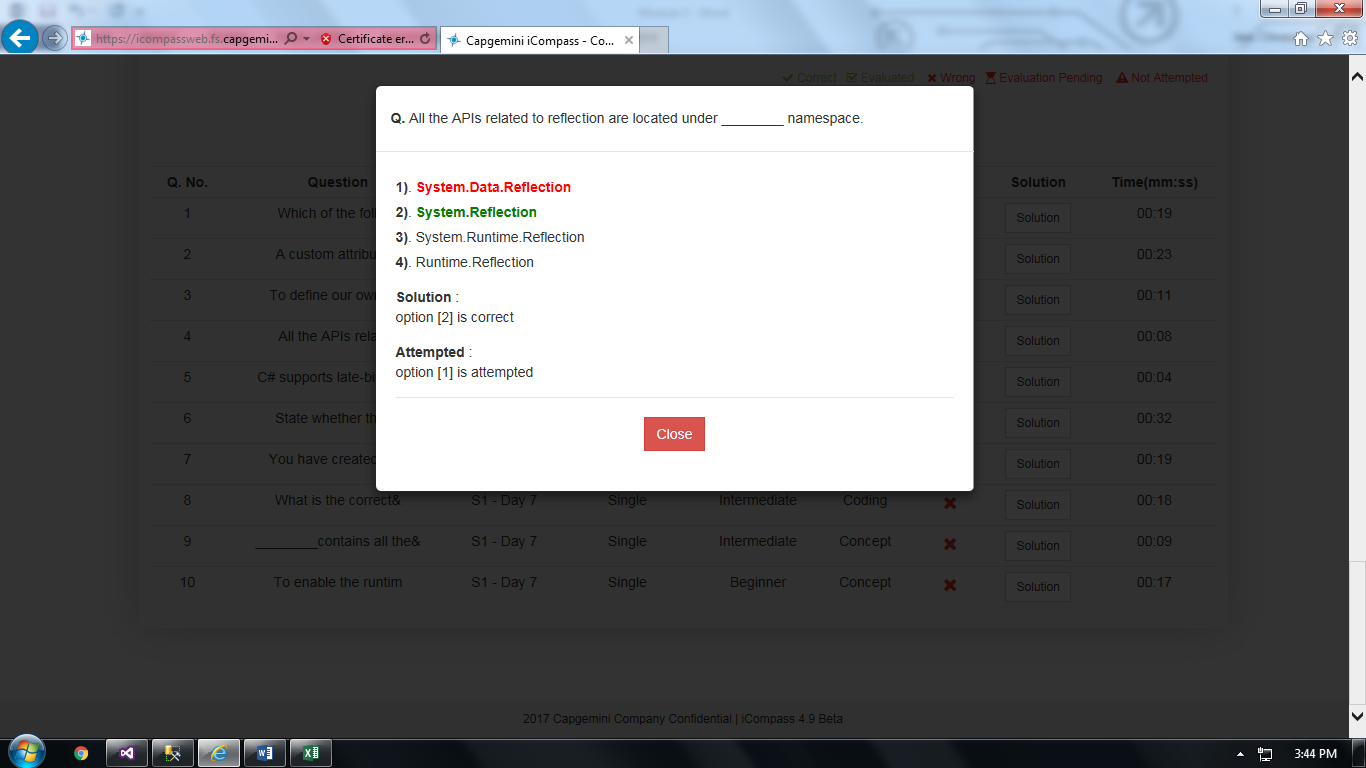 https://icompassweb.fs.capgemi...
Certificate er...
Capgemini iCompass - Co...
Correct Evaluated Wrong Evaluation Pending Not Attempted
Q. All the APIs related to reflection are located under ________ namespace.
1). System.Data.Reflection
2). System.Reflection
3). System.Runtime.Reflection
4). Runtime.Reflection
Solution :
option [2] is correct
Attempted :
option [1] is attempted
Close
Q. No. Question Solution Time(mm:ss)
1 Which of the fol Solution 00:19
2 A custom attribu Solution 00:23
3 To define our ow Solution 00:11
4 All the APIs rela Solution 00:08
5 C# supports late-bi Solution 00:04
6 State whether th Solution 00:32
7 You have created Solution 00:19
8 What is the correct& S1 - Day 7 Single Intermediate Coding Solution 00:18
9 ________contains all the& S1 - Day 7 Single Intermediate Concept Solution 00:09
10 To enable the runtim S1 - Day 7 Single Beginner Concept Solution 00:17
2017 Capgemini Company Confidential | iCompass 4.9 Beta
3:44 PM